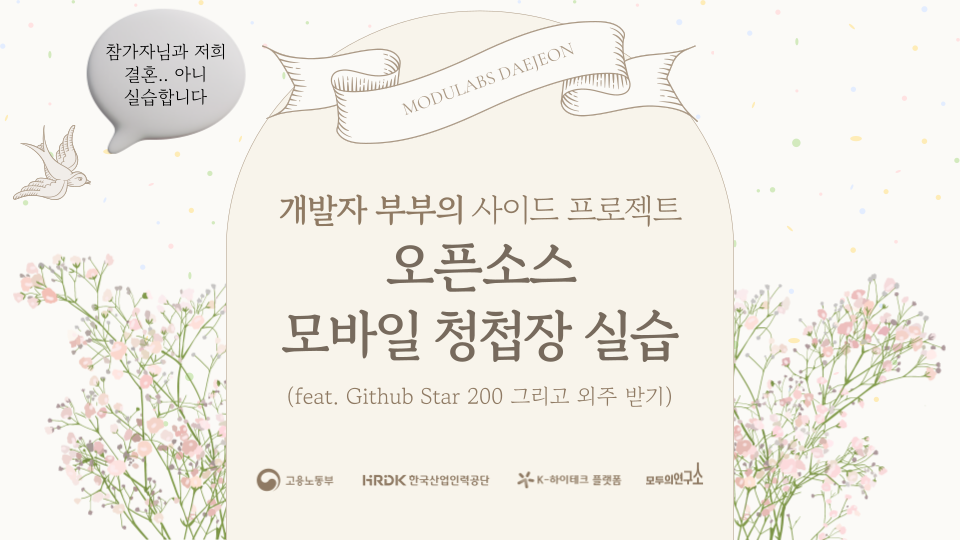 참가자님과 저희
결혼.. 아니
실습합니다
MODULABS DAEJEON
개발자 부부의 사이드 프로젝트
오픈소스
모바일 청첩장 실습
(feat. Github Star 200 그리고 외주 받기)
고용노동부 HRDK 한국산업인력공단 K-하이테크 플랫폼 모두의연구소